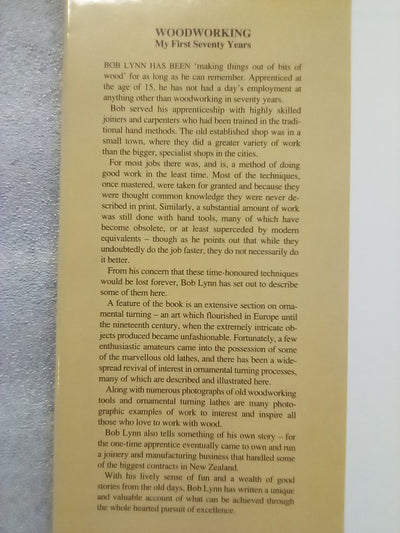 WOODWORKING
My First Seventy Years
BOB LYNN HAS BEEN ‘making things out of bits of
wood’ for as long as he can remember. Apprenticed at
the age of 15, he has not had a day’s employment at
anything other than woodworking in seventy years.
Bob served his apprenticeship with highly skilled
joiners and carpenters who had been trained in the tradi-
tional hand methods. The old established shop was in a
small town, where they did a greater variety of work
than the bigger, specialist shops in the cities.
For most jobs there was, and is, a method of doing
good work in the least time. Most of the techniques,
once mastered, were taken for granted and because they
were thought common knowledge they were never de-
scribed in print. Similarly, a substantial amount of work
was still done with hand tools, many of which have
become obsolete, or at least superceded by modern
equivalents – though as he points out that while they
undoubtedly do the job faster, they do not necessarily do
it better.
From his concern that these time-honoured techniques
would be lost forever, Bob Lynn has set out to describe
some of them here.
A feature of the book is an extensive section on orna-
mental turning – an art which flourished in Europe until
the nineteenth century, when the extremely intricate ob-
jects produced became unfashionable. Fortunately, a few
enthusiastic amateurs came into the possession of some
of the marvellous old lathes, and there has been a wide-
spread revival of interest in ornamental turning processes,
many of which are described and illustrated here.
Along with numerous photographs of old woodworking
tools and ornamental turning lathes are many photo-
graphic examples of work to interest and inspire all
those who love to work with wood.
Bob Lynn also tells something of his own story – for
the one-time apprentice eventually came to own and run
a joinery and manufacturing business that handled some
of the biggest contracts in New Zealand.
With his lively sense of fun and a wealth of good
stories from the old days, Bob Lynn has written a unique
and valuable account of what can be achieved through
the whole hearted pursuit of excellence.